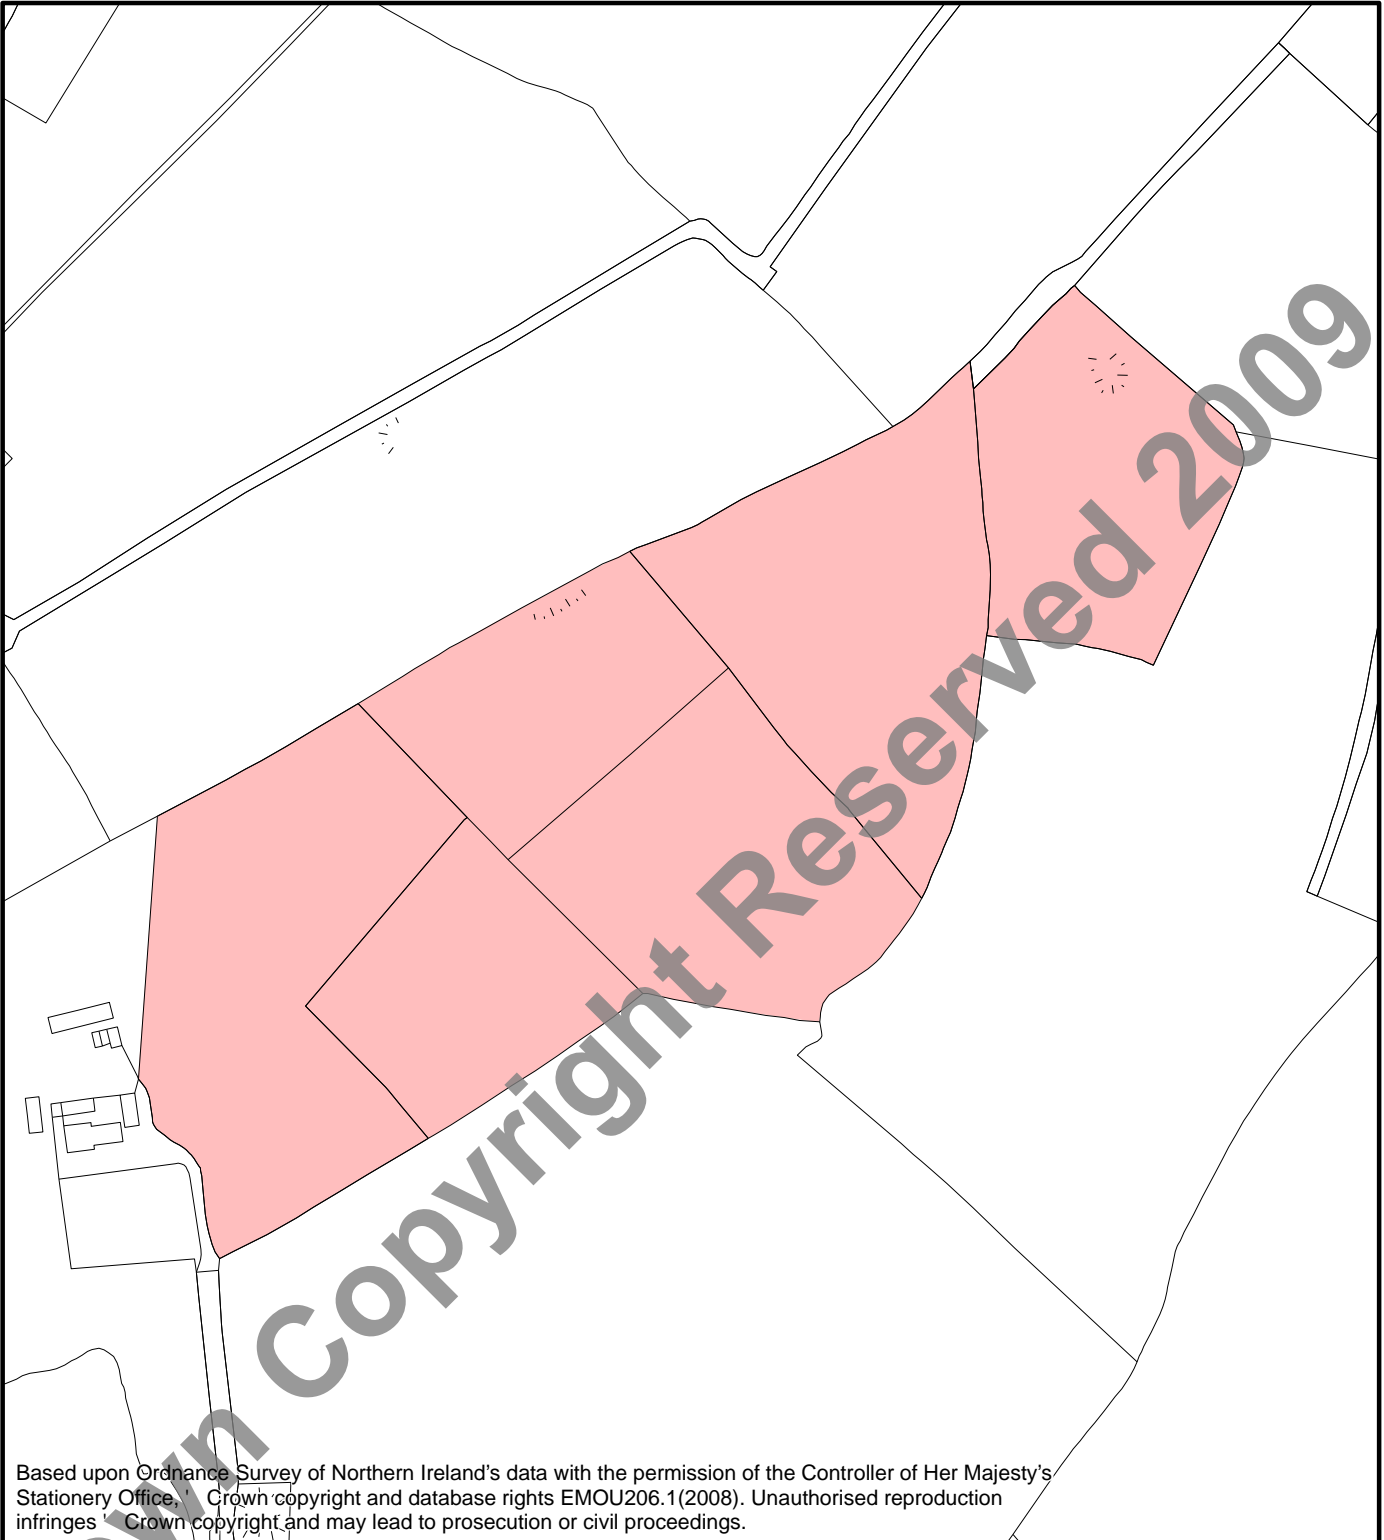 wn Copyright Reserved 2009
Based upon Ordnance Survey of Northern Ireland's data with the permission of the Controller of Her Majesty's
Stationery Office, ' Crown copyright and database rights EMOU206.1(2008). Unauthorised reproduction
infringes ' Crown copyright and may lead to prosecution or civil proceedings.